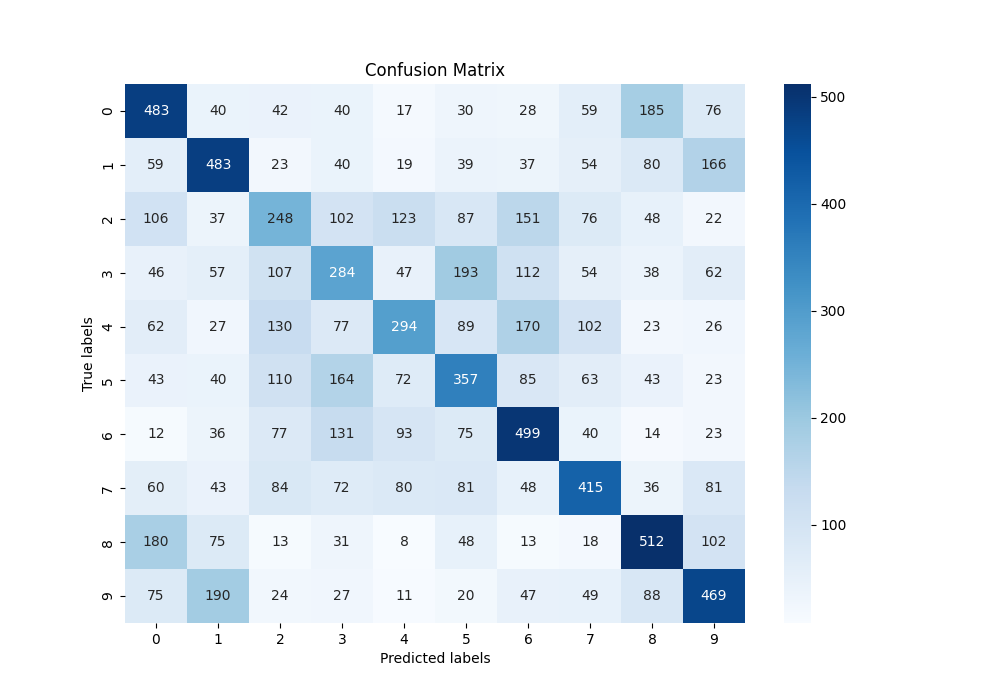 Confusion Matrix
0 483 40 42 40 17 30 28 59 185 76
1 59 483 23 40 19 39 37 54 80 166
2 106 37 248 102 123 87 151 76 48 22
3 46 57 107 284 47 193 112 54 38 62
4 62 27 130 77 294 89 170 102 23 26
5 43 40 110 164 72 357 85 63 43 23
6 12 36 77 131 93 75 499 40 14 23
7 60 43 84 72 80 81 48 415 36 81
8 180 75 13 31 8 48 13 18 512 102
9 75 190 24 27 11 20 47 49 88 469
0 1 2 3 4 5 6 7 8 9
Predicted labels
True labels
500
400
300
200
100